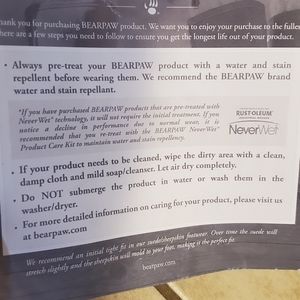 hank you for purchasing BEARPAW product. We want you to enjoy your purchase to the fulle
here are a few steps you need to follow to ensure you get the longest life out of your product.
• Always pre-treat your BEARPAW product with a water and stain
repellent before wearing them. We recommend the BEARPAW brand
water and stain repellant.
*If you have purchased BEARPAW products that are pre-treated with
NeverWet® technology, it will not require the initial treatment. If you
notice a decline in performance due to normal wear, it is
recommended that you re-treat with the BEARPAW NeverWet®
Product Care Kit to maintain water and stain repellency.
RUST-OLEUM
NeverWet
• If your product needs to be cleaned, wipe the dirty area with a clean,
damp cloth and mild soap/cleanser. Let air dry completely.
• Do NOT submerge the product in water or wash them in the
washer/dryer.
• For more detailed information on caring for your product, please visit us
at bearpaw.com
We recommend an initial tight fit in our suede/sheepskin footwear. Over time the suede will
stretch slightly and the sheepskin will mold to your foot, making it the perfect fit.
bearpaw.com